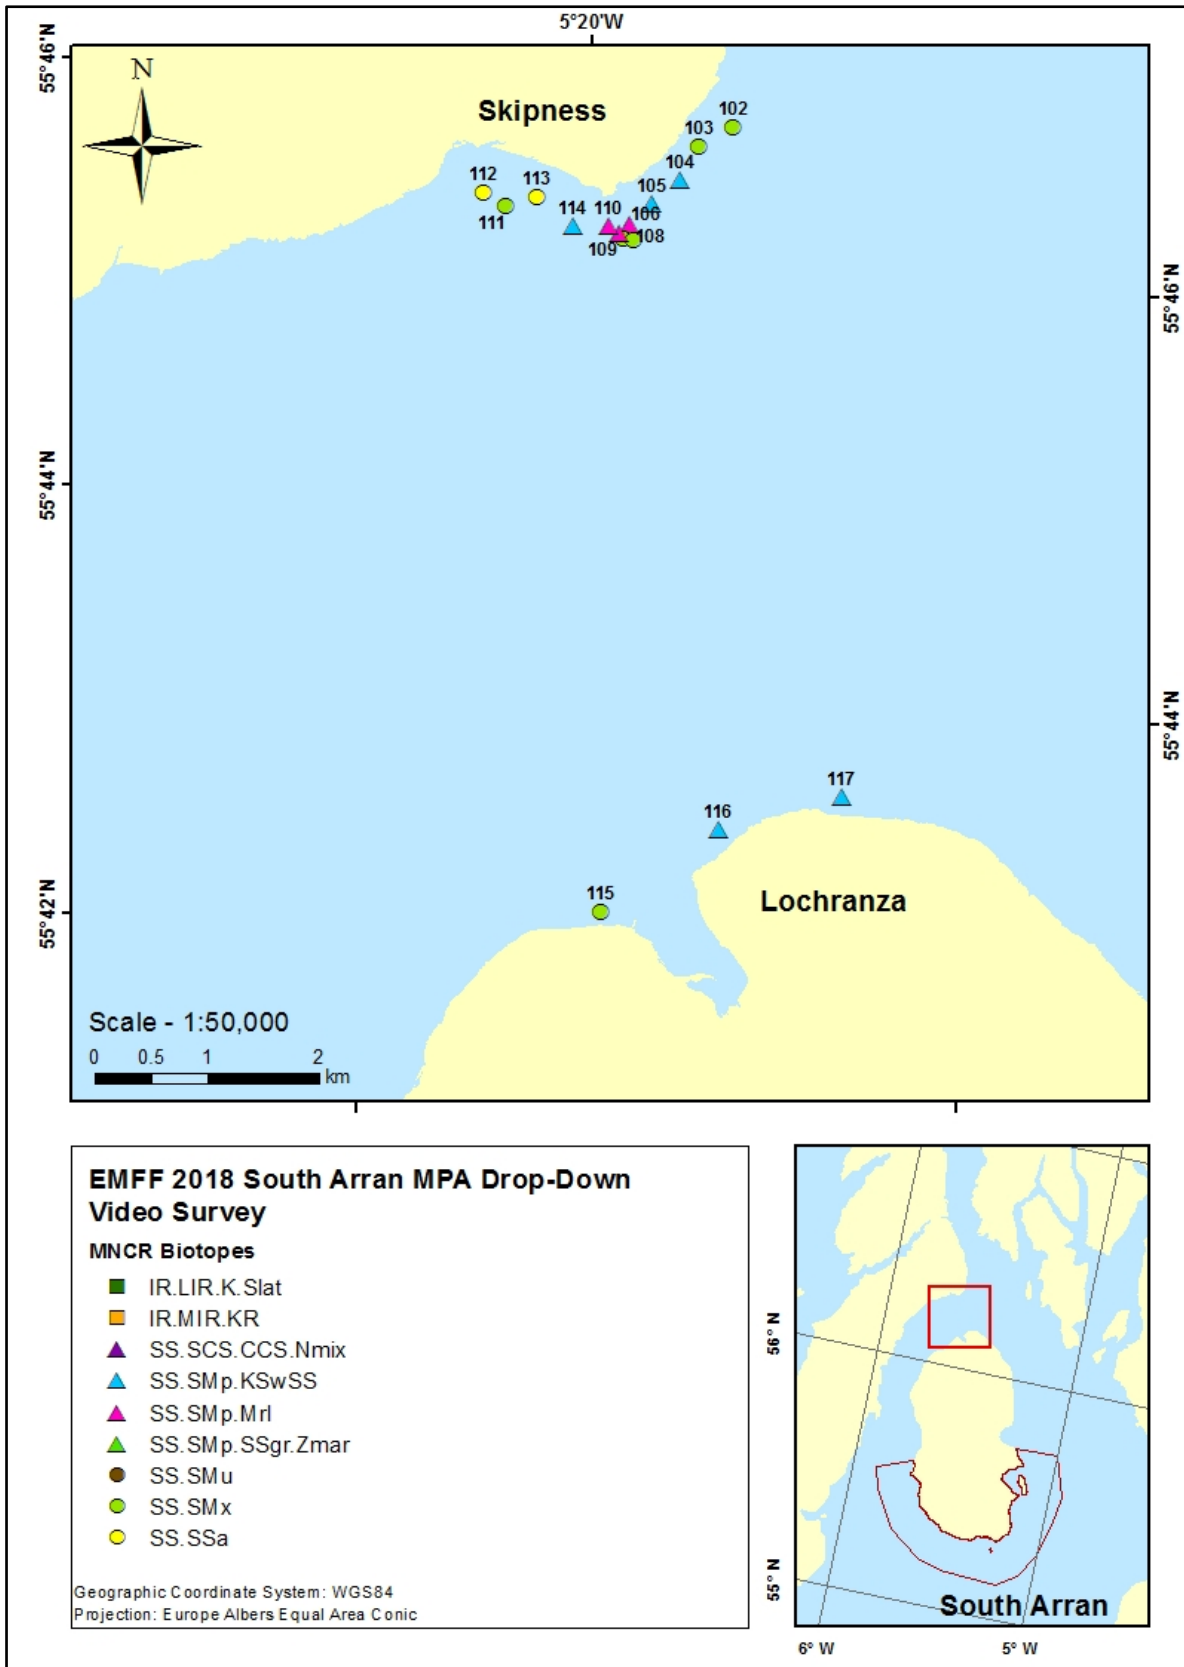 5°20'W
55°46'N
N
Skipness
102
103
104
105
112
113
111
114
110
106
109
108
55°46'N
55°44'N
55°44'N
117
116
115
Lochranza
55°42'N
Scale - 1:50,000
0 0.5 1 2
km
EMFF 2018 South Arran MPA Drop-Down
Video Survey
MNCR Biotopes
IR.LIR.K.Slat
IR.MIR.KR
SS.SCS.CCS.Nmix
SS.SMp.KSwSS
SS.SMp.Mrl
SS.SMp.SSgr.Zmar
SS.SMu
SS.SMx
SS.SSa
Geographic Coordinate System: WGS84
Projection: Europe Albers Equal Area Conic
56° N
55° N
South Arran
6° W 5° W